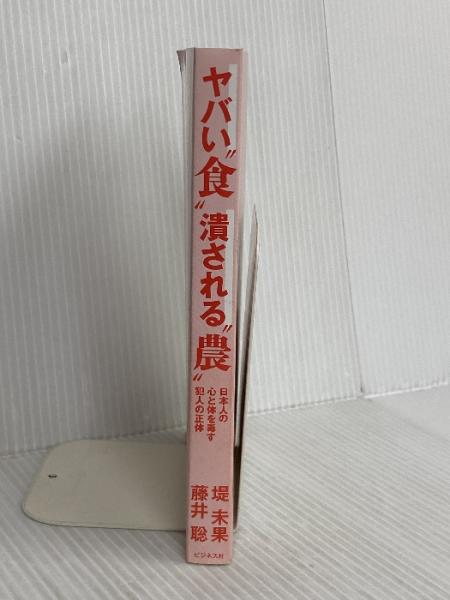 ヤバい〝食〟潰される〝農〟
日本人の
心と体を毒す
犯人の正体
堤 未果
藤井 聡
ビジネス社